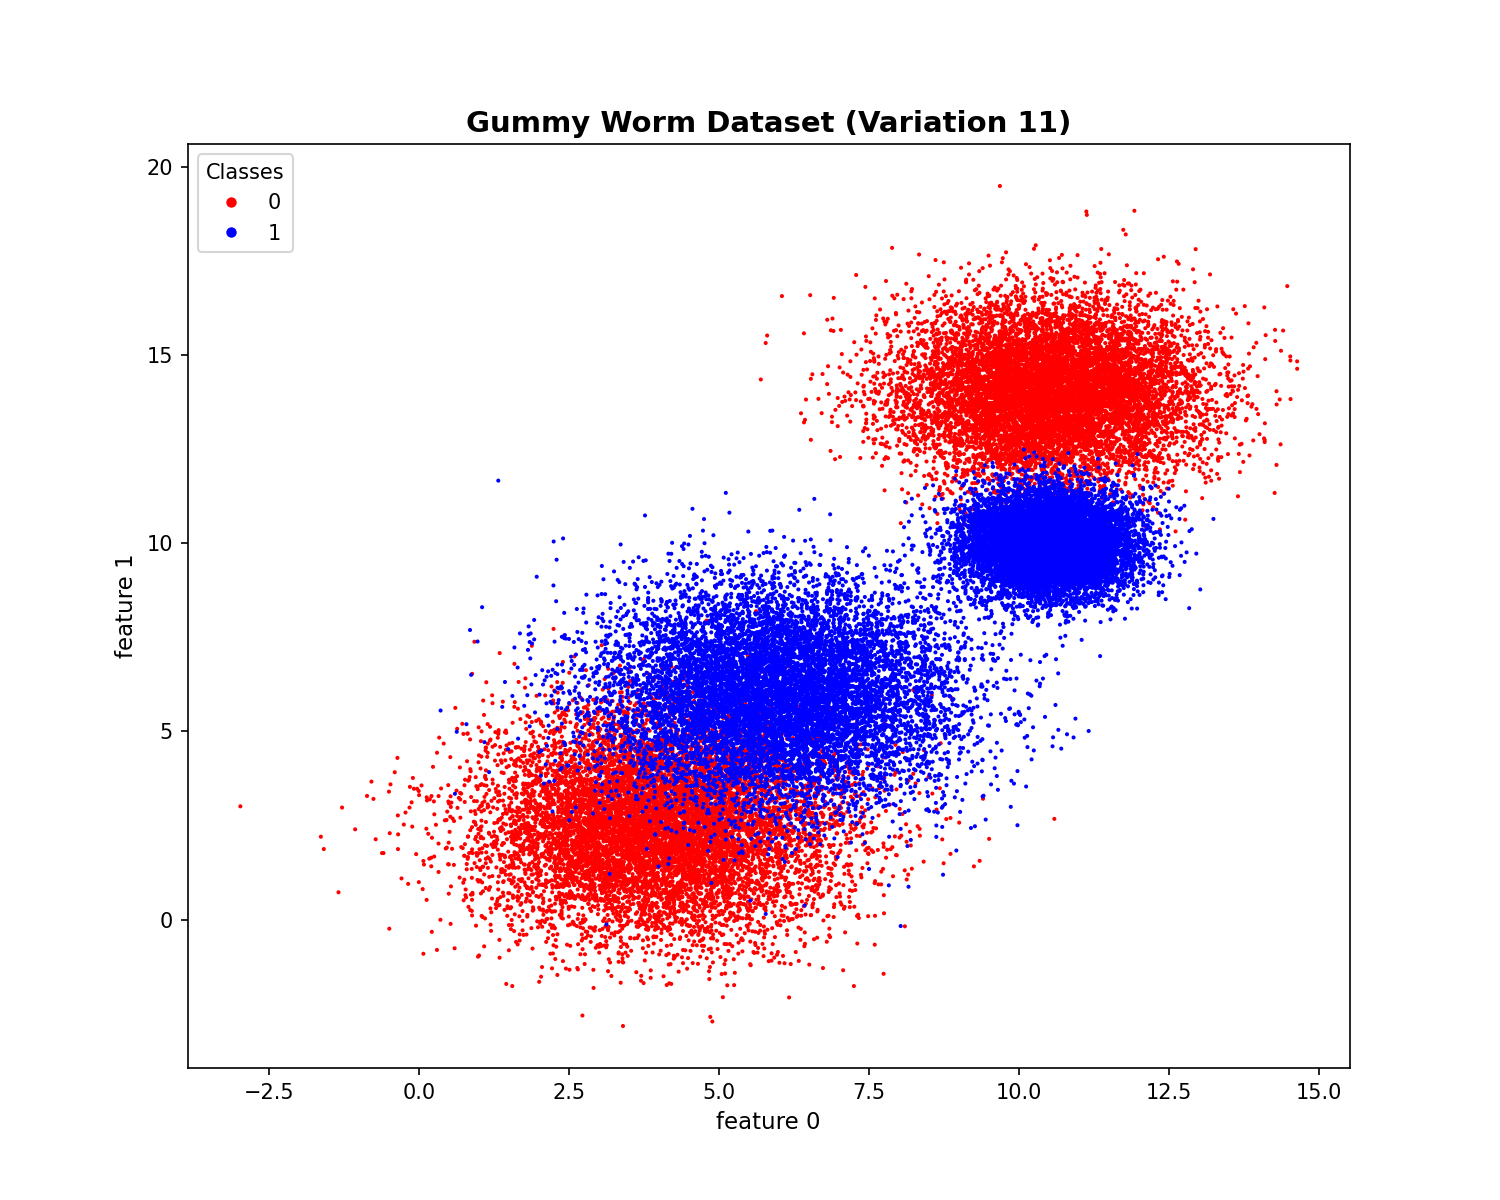 Gummy Worm Dataset (Variation 11)
Classes
0
1
20
15
10
5
0
feature 1
−2.5 0.0 2.5 5.0 7.5 10.0 12.5 15.0
feature 0